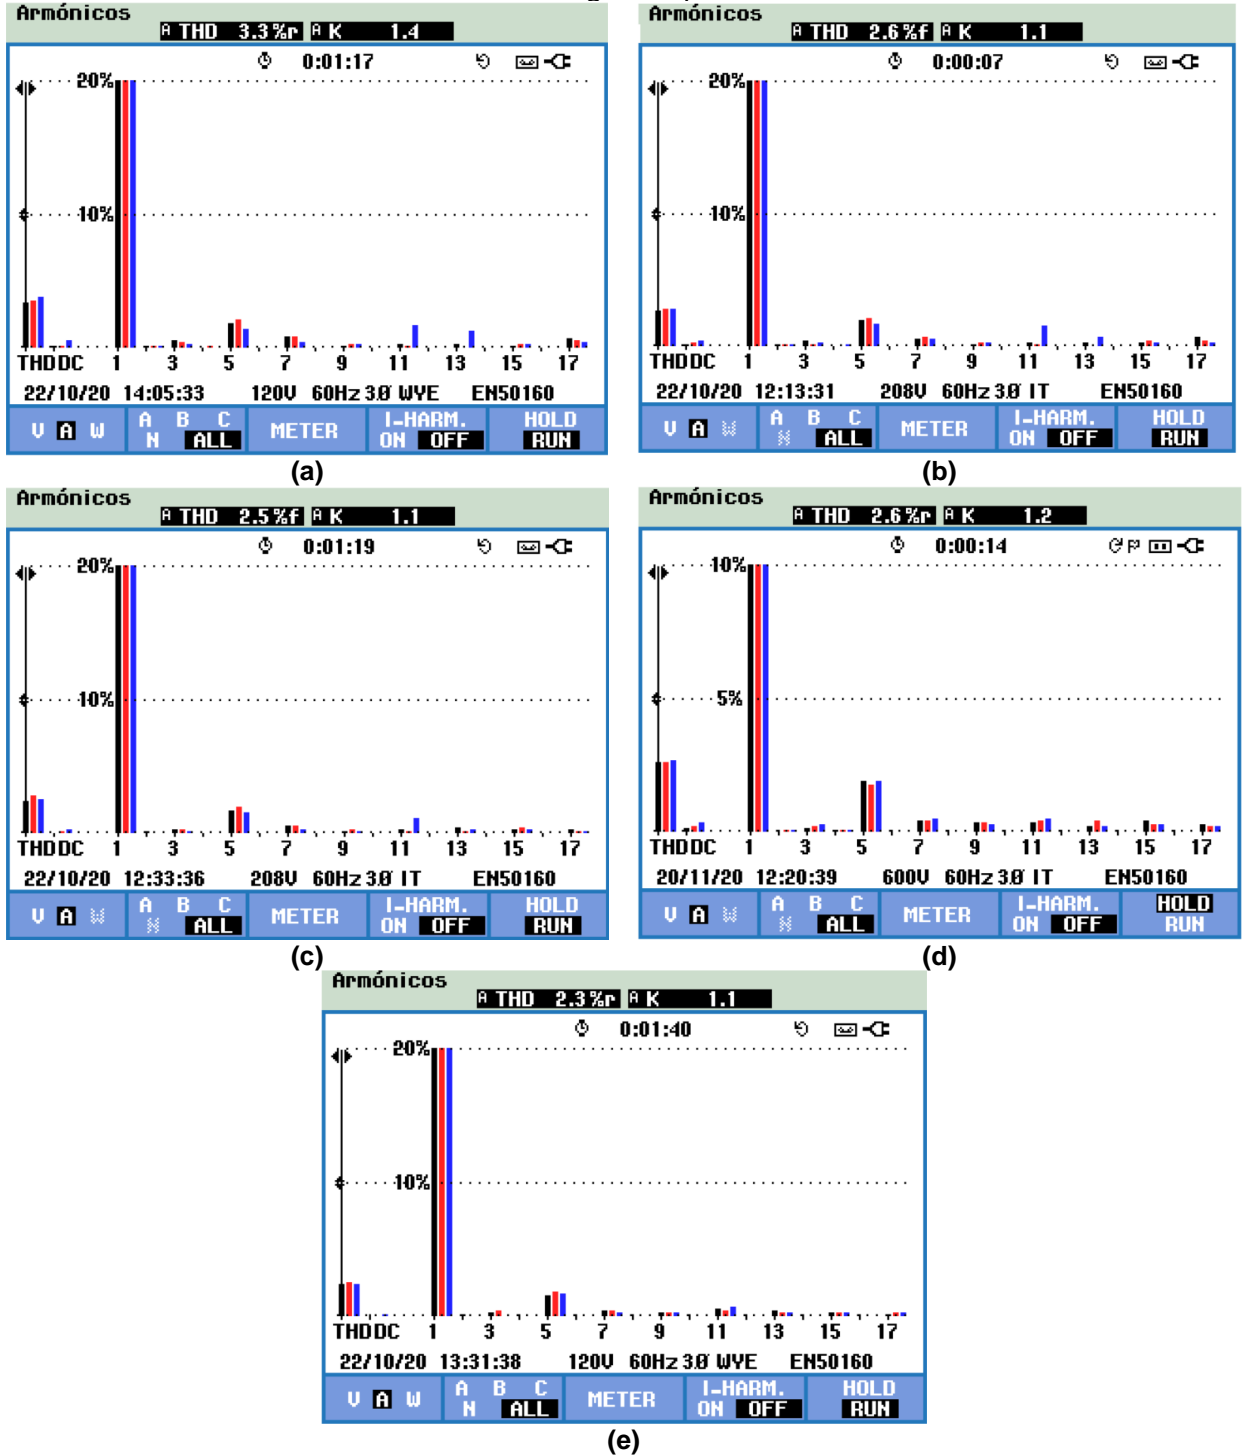 Armónicos
A THD 3.3%r A K 1.4
0:01:17
20%
10%
THD DC 1 3 5 7 9 11 13 15 17
22/10/20 14:05:33 120V 60Hz 3Ø WYE EN50160
V A W A B C N ALL METER I-HARM. ON OFF HOLD RUN
(a)
Armónicos
A THD 2.6%f A K 1.1
0:00:07
20%
10%
THD DC 1 3 5 7 9 11 13 15 17
22/10/20 12:13:31 208V 60Hz 3Ø IT EN50160
V A W A B C N ALL METER I-HARM. ON OFF HOLD RUN
(b)
Armónicos
A THD 2.5%f A K 1.1
0:01:19
20%
10%
THD DC 1 3 5 7 9 11 13 15 17
22/10/20 12:33:36 208V 60Hz 3Ø IT EN50160
V A W A B C N ALL METER I-HARM. ON OFF HOLD RUN
(c)
Armónicos
A THD 2.6%r A K 1.2
0:00:14
10%
5%
THD DC 1 3 5 7 9 11 13 15 17
20/11/20 12:20:39 600V 60Hz 3Ø IT EN50160
V A W A B C N ALL METER I-HARM. ON OFF HOLD RUN
(d)
Armónicos
A THD 2.3%r A K 1.1
0:01:40
20%
10%
THD DC 1 3 5 7 9 11 13 15 17
22/10/20 13:31:38 120V 60Hz 3Ø WYE EN50160
V A W A B C N ALL METER I-HARM. ON OFF HOLD RUN
(e)